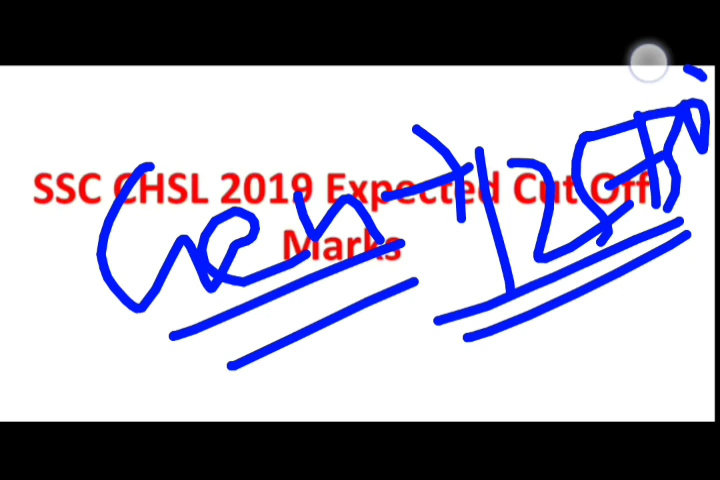 SSC CHSL 2019 Expected Cut Off
Marks
Gen → 125